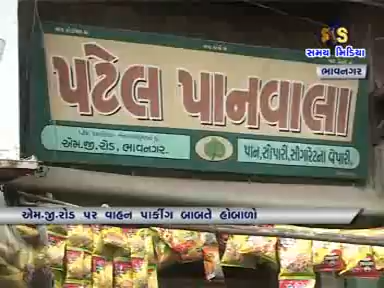 સમય મિડિયા
ભાવનગર
પટેલ પાનવાલા
એમ.જી.રોડ, ભાવનગર.
પાન,સોપારી,સીગારેટના વેપારી.
એમ.જી.રોડ પર વાહન પાર્કીંગ બાબતે હોબાળો